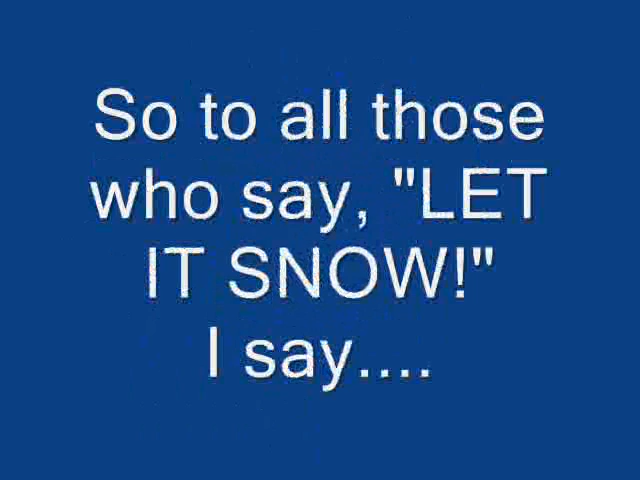 So to all those
who say, "LET
IT SNOW!"
I say....